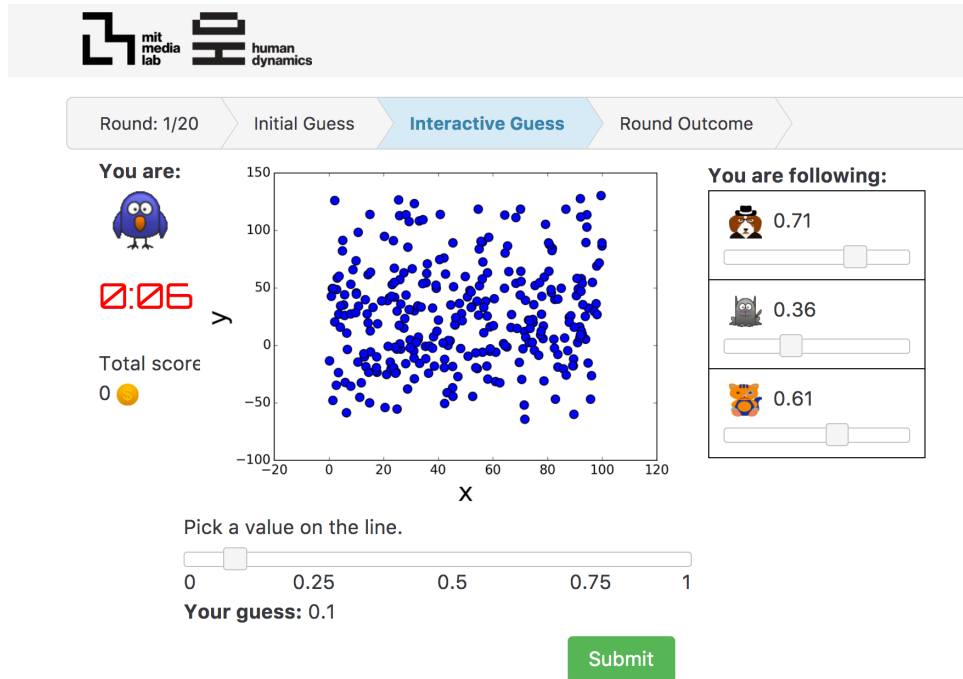 mit
media
lab
human
dynamics
Round: 1/20
Initial Guess
Interactive Guess
Round Outcome
You are:
0:06
Total score
0
150
100
50
0
−50
−100
−20
0
20
40
60
80
100
120
y
x
You are following:
0.71
0.36
0.61
Pick a value on the line.
0 0.25 0.5 0.75 1
Your guess: 0.1
Submit